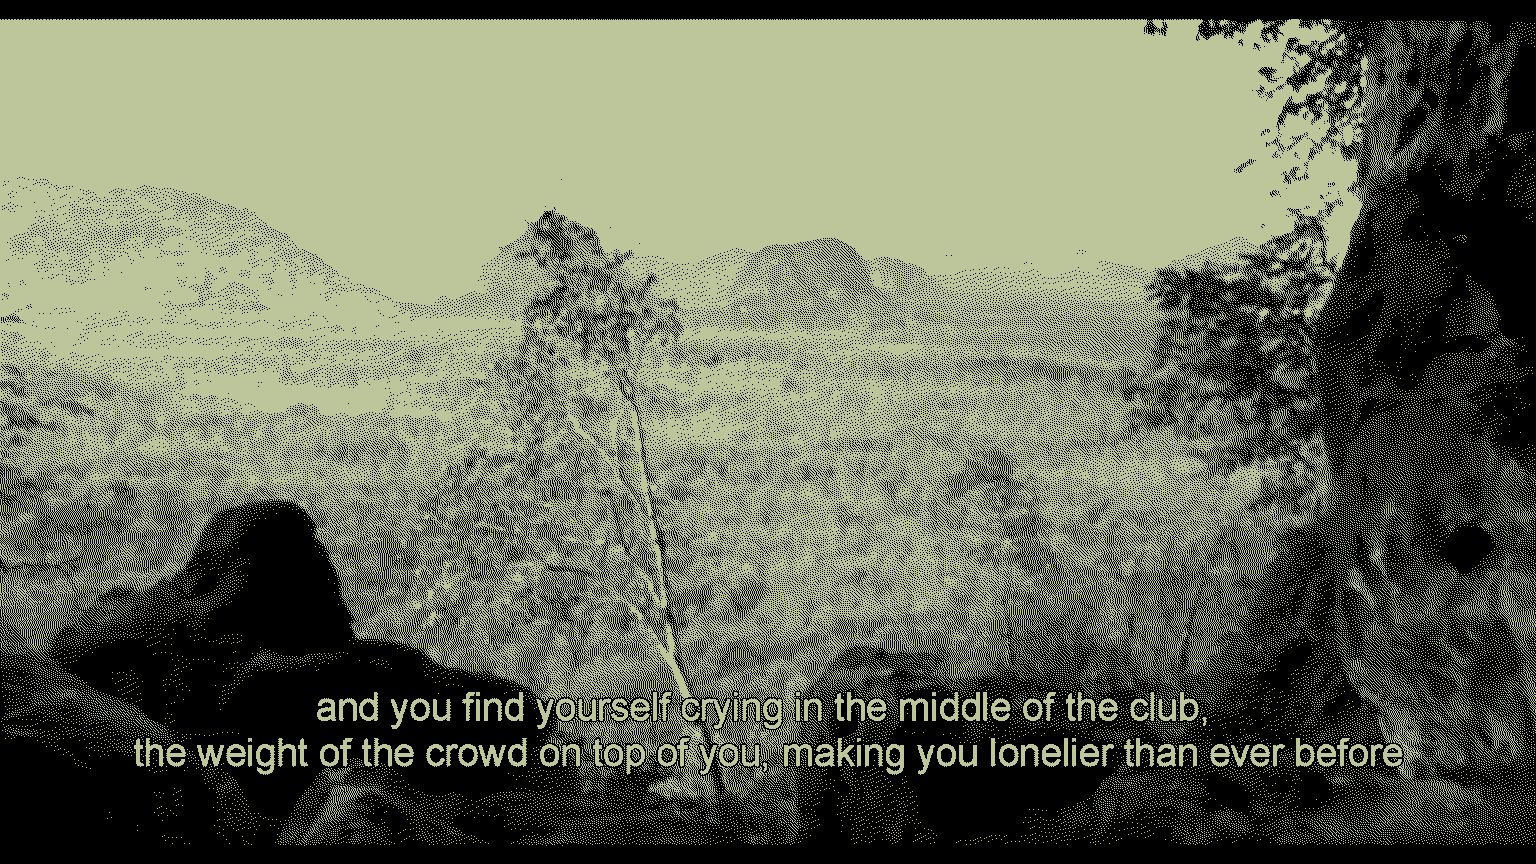 and you find yourself crying in the middle of the club,
the weight of the crowd on top of you, making you lonelier than ever before